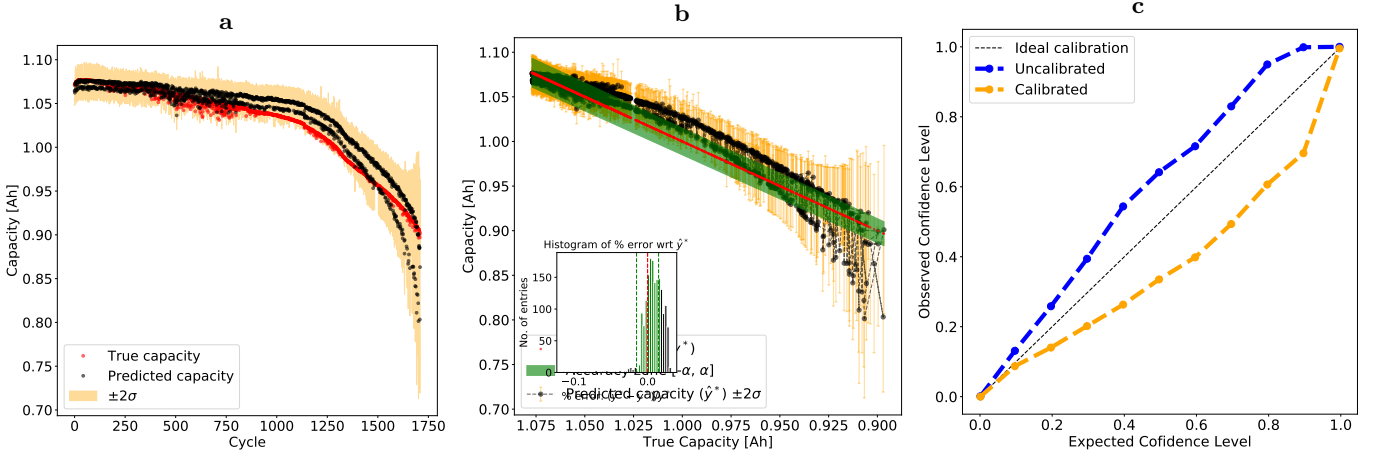 a
1.10
1.05
1.00
0.95
0.90
0.85
0.80
0.75
0.70
Capacity [Ah]
0 250 500 750 1000 1250 1500 1750
Cycle
True capacity
Predicted capacity
±2σ
b
1.10
1.05
1.00
0.95
0.90
0.85
0.80
0.75
0.70
Capacity [Ah]
1.075 1.050 1.025 1.000 0.975 0.950 0.925 0.900
True Capacity [Ah]
Histogram of % error wrt ŷ*
No. of entries
150
100
50
0
−0.1 0.0
% error
α, α]
Predicted capacity (ŷ*) ±2σ
c
1.0
0.8
0.6
0.4
0.2
0.0
Observed Confidence Level
0.0 0.2 0.4 0.6 0.8 1.0
Expected Cofidence Level
Ideal calibration
Uncalibrated
Calibrated